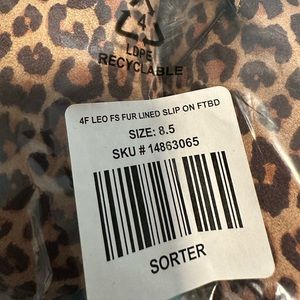 4
LDPE
RECYCLABLE
4F LEO FS FUR LINED SLIP ON FTBD
SIZE: 8.5
SKU # 14863065
SORTER